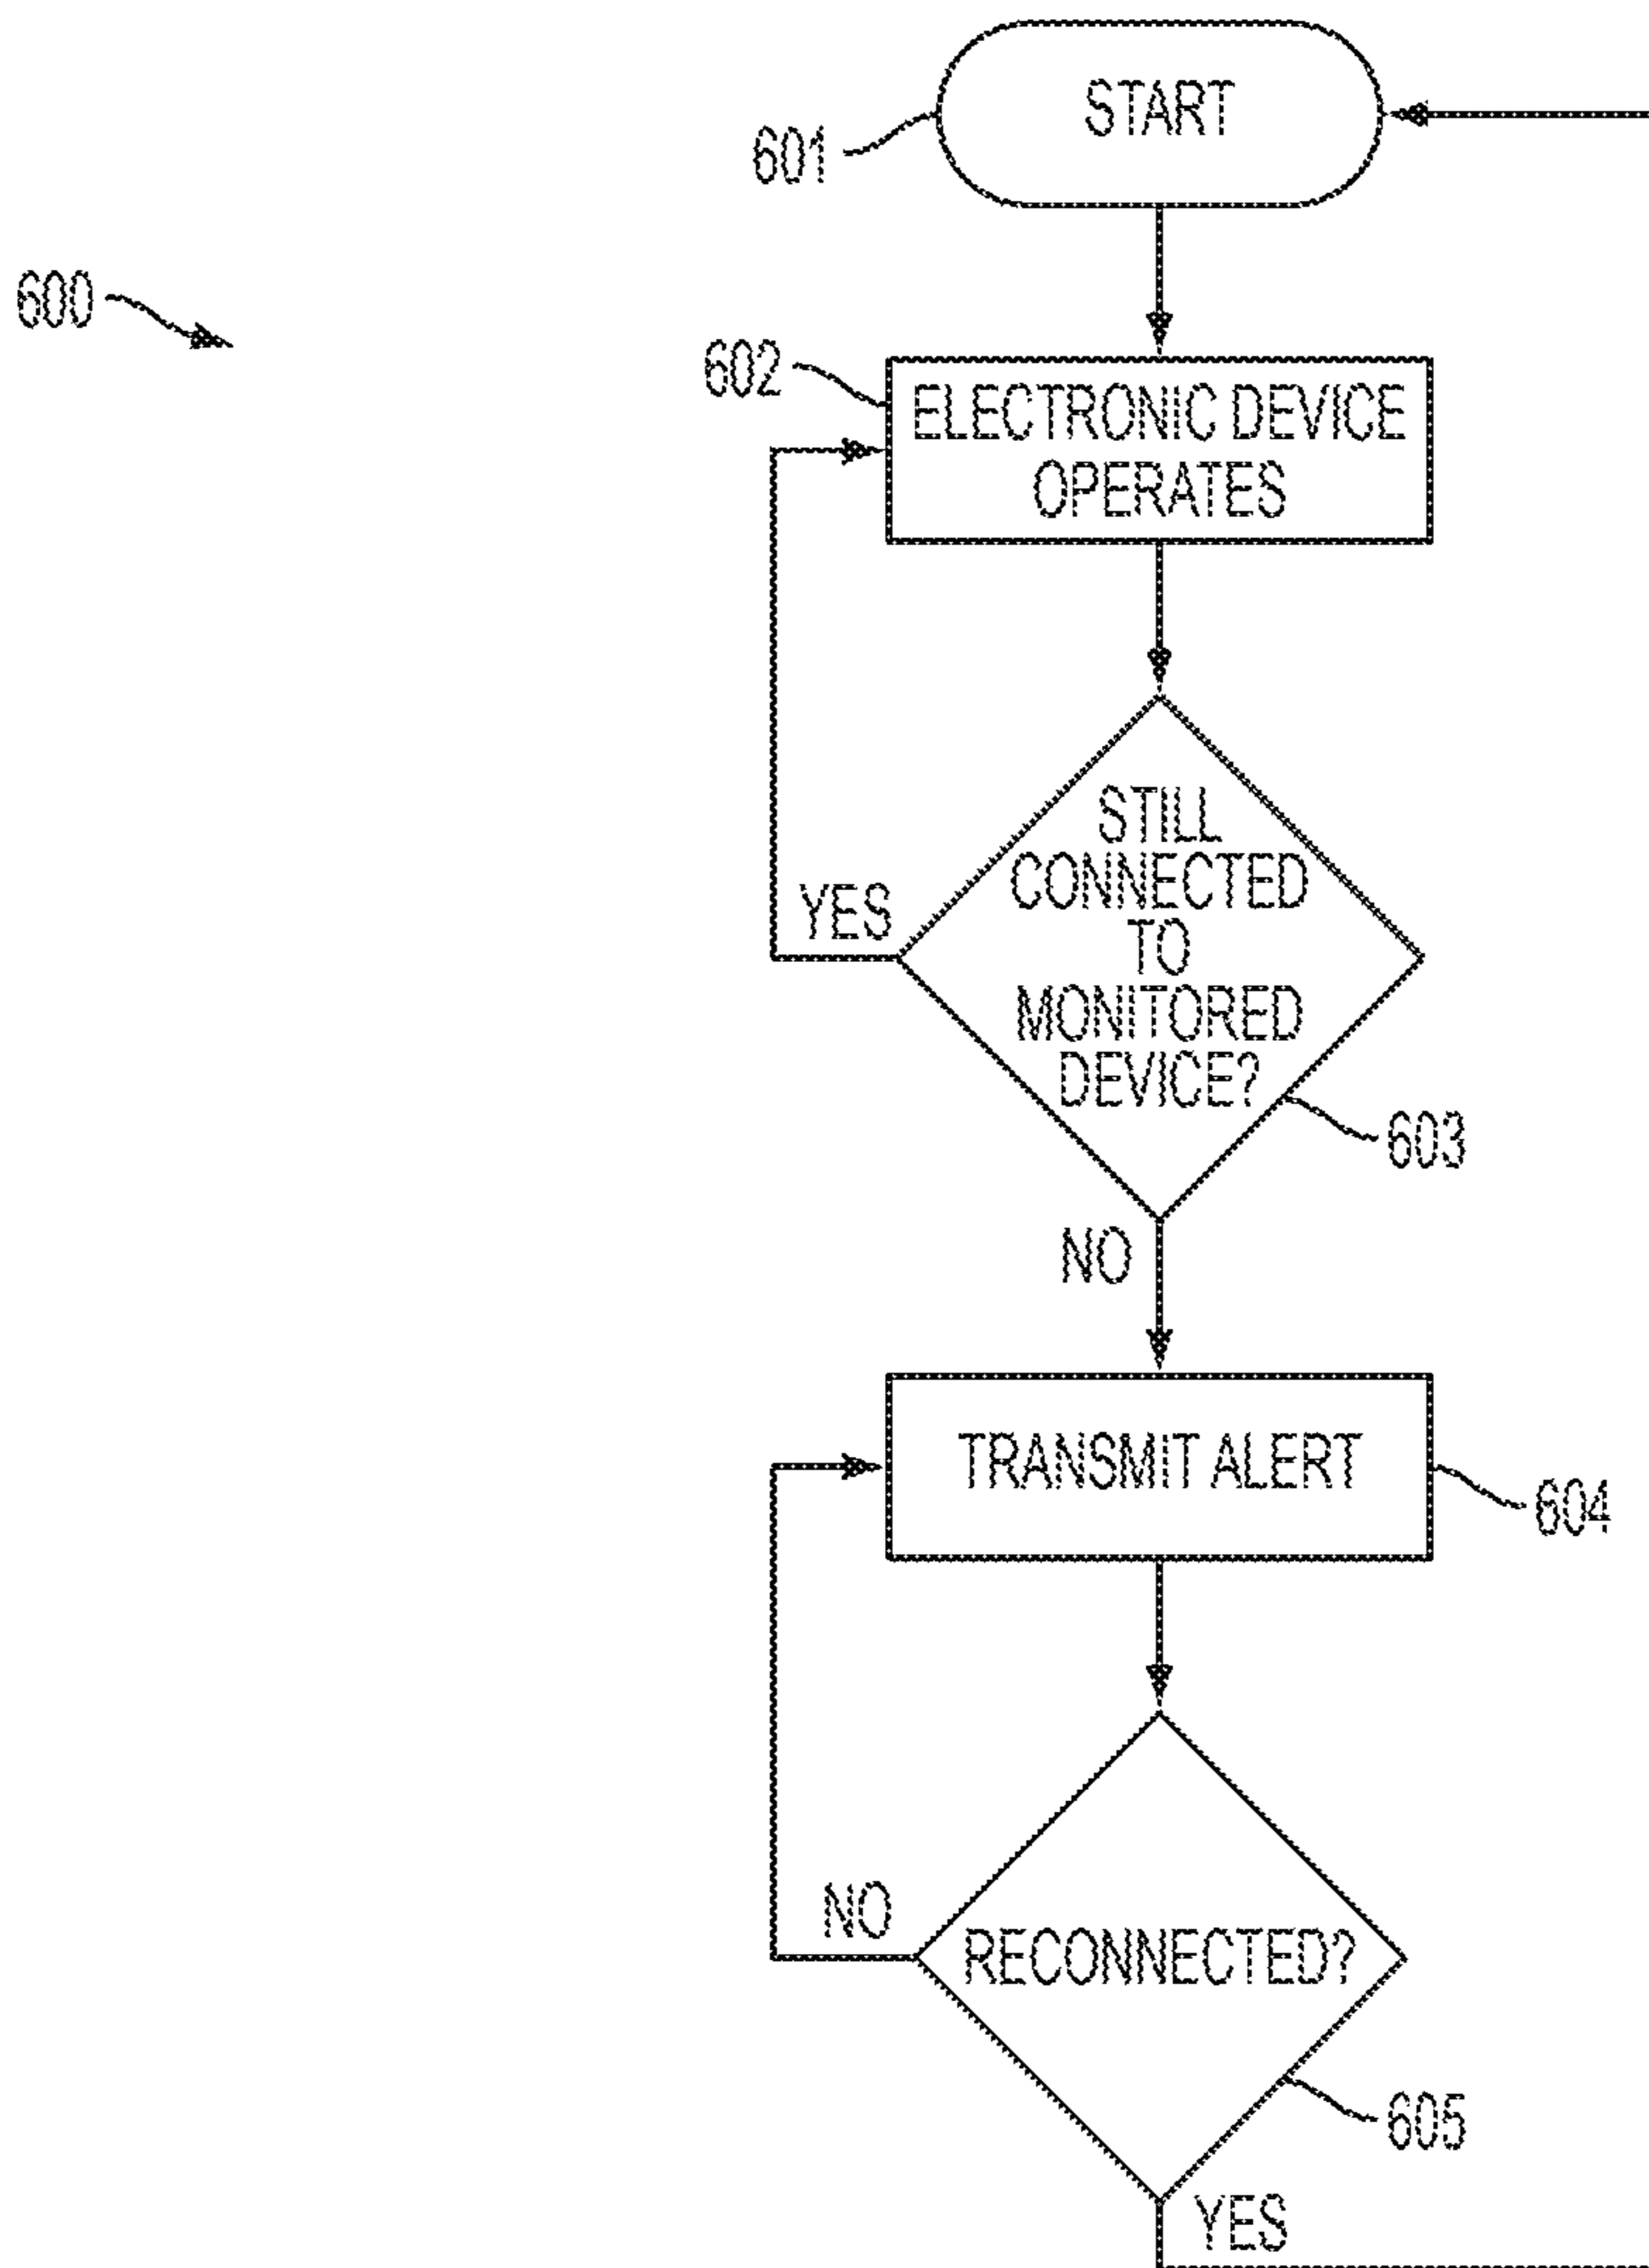 START
601
600
602
ELECTRONIC DEVICE
OPERATES
STILL
CONNECTED
TO
MONITORED
DEVICE?
YES
603
NO
TRANSMIT ALERT
604
NO
RECONNECTED?
605
YES